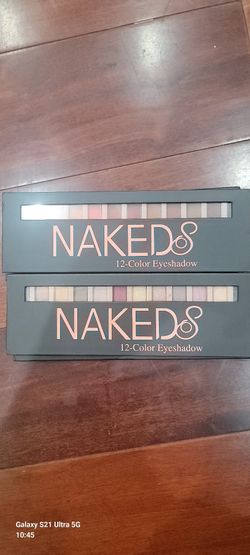 NAKED8
12-Color Eyeshadow
NAKED8
12-Color Eyeshadow
Galaxy S21 Ultra 5G
10:45